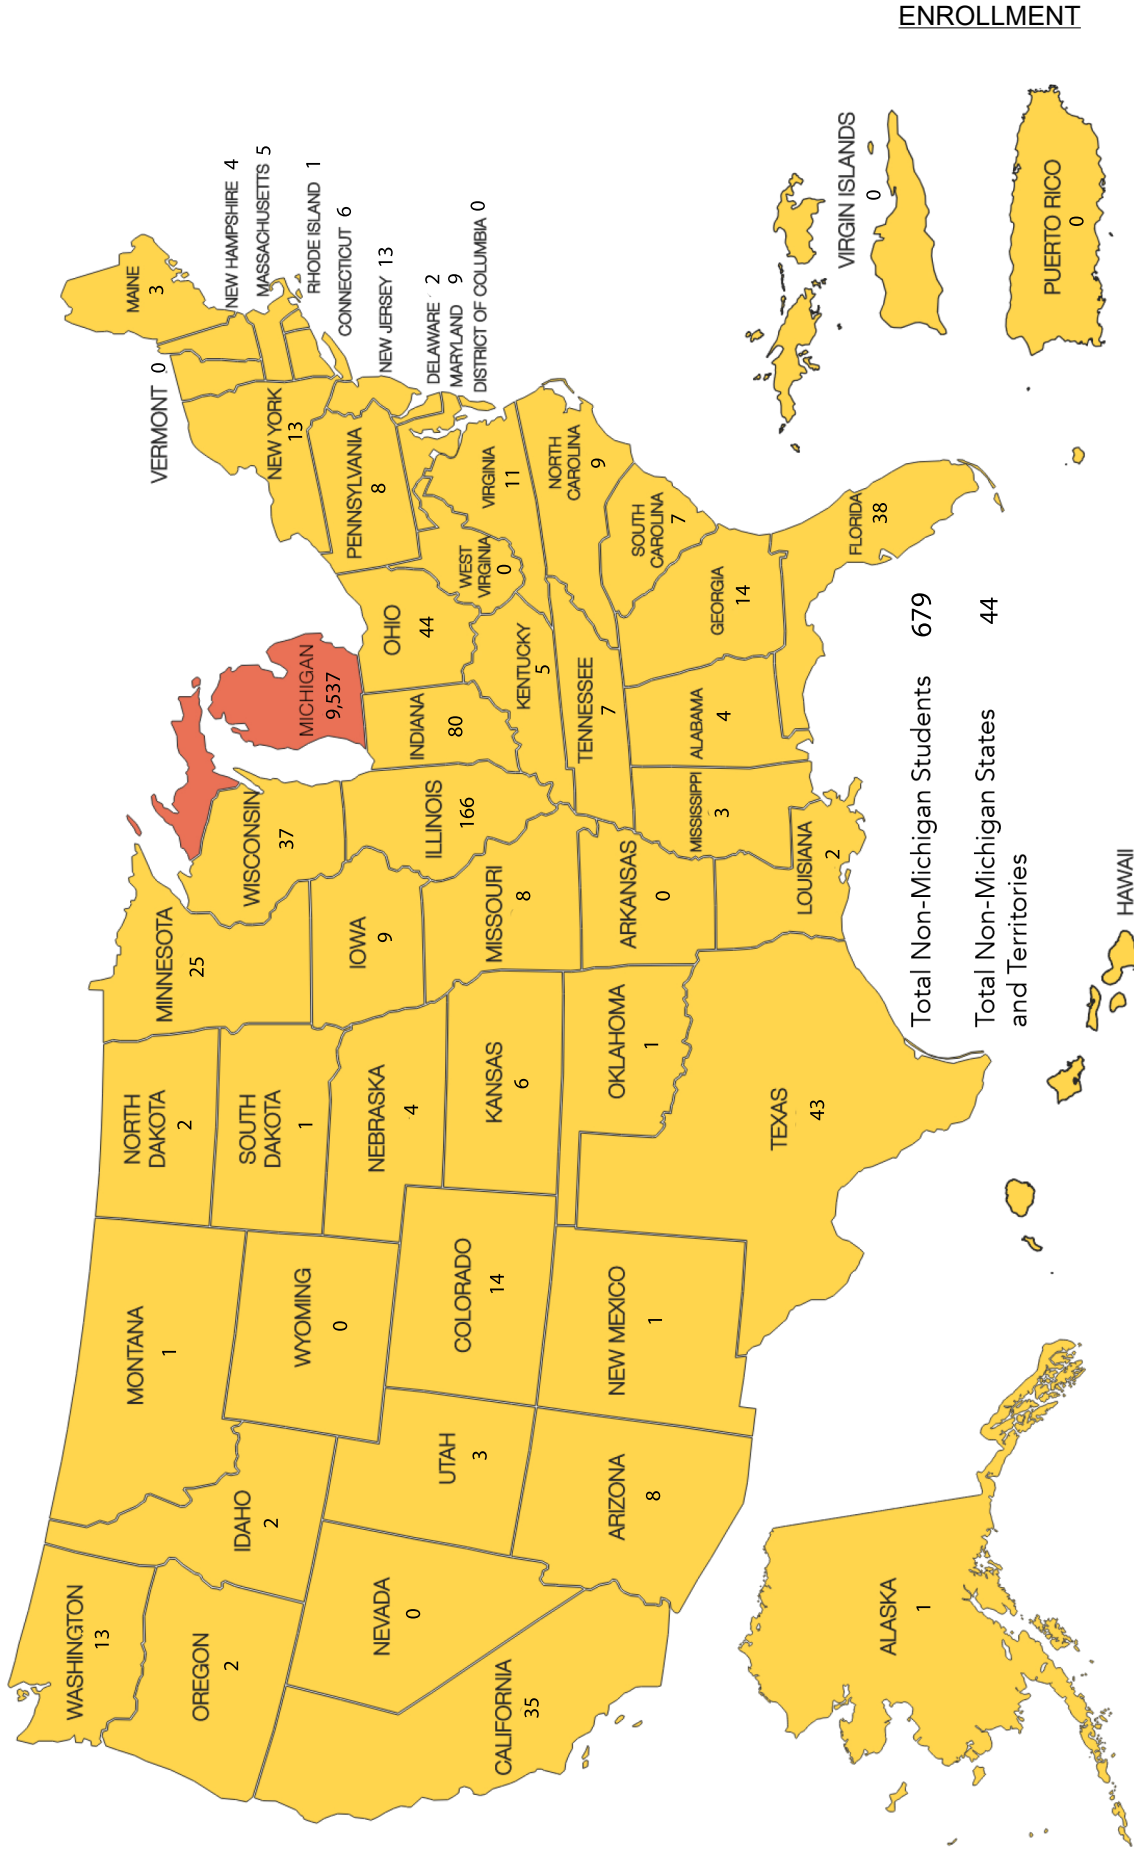 ENROLLMENT
WASHINGTON
13
OREGON
2
CALIFORNIA
35
NEVADA
0
IDAHO
2
MONTANA
1
WYOMING
0
UTAH
3
ARIZONA
8
COLORADO
14
NEW MEXICO
1
NORTH
DAKOTA
2
SOUTH
DAKOTA
1
NEBRASKA
4
KANSAS
6
OKLAHOMA
1
TEXAS
43
MINNESOTA
25
IOWA
9
MISSOURI
8
ARKANSAS
0
LOUISIANA
2
WISCONSIN
37
ILLINOIS
166
MICHIGAN
9,537
INDIANA
80
OHIO
44
KENTUCKY
5
TENNESSEE
7
MISSISSIPPI
3
ALABAMA
4
GEORGIA
14
FLORIDA
38
SOUTH
CAROLINA
7
NORTH
CAROLINA
9
VIRGINIA
11
WEST
VIRGINIA
0
PENNSYLVANIA
8
NEW YORK
13
VERMONT 0
MAINE
3
NEW HAMPSHIRE 4
MASSACHUSETTS 5
RHODE ISLAND 1
CONNECTICUT 6
NEW JERSEY 13
DELAWARE 2
MARYLAND 9
DISTRICT OF COLUMBIA 0
ALASKA
1
HAWAII
VIRGIN ISLANDS
0
PUERTO RICO
0
Total Non-Michigan Students 679
Total Non-Michigan States 44
and Territories